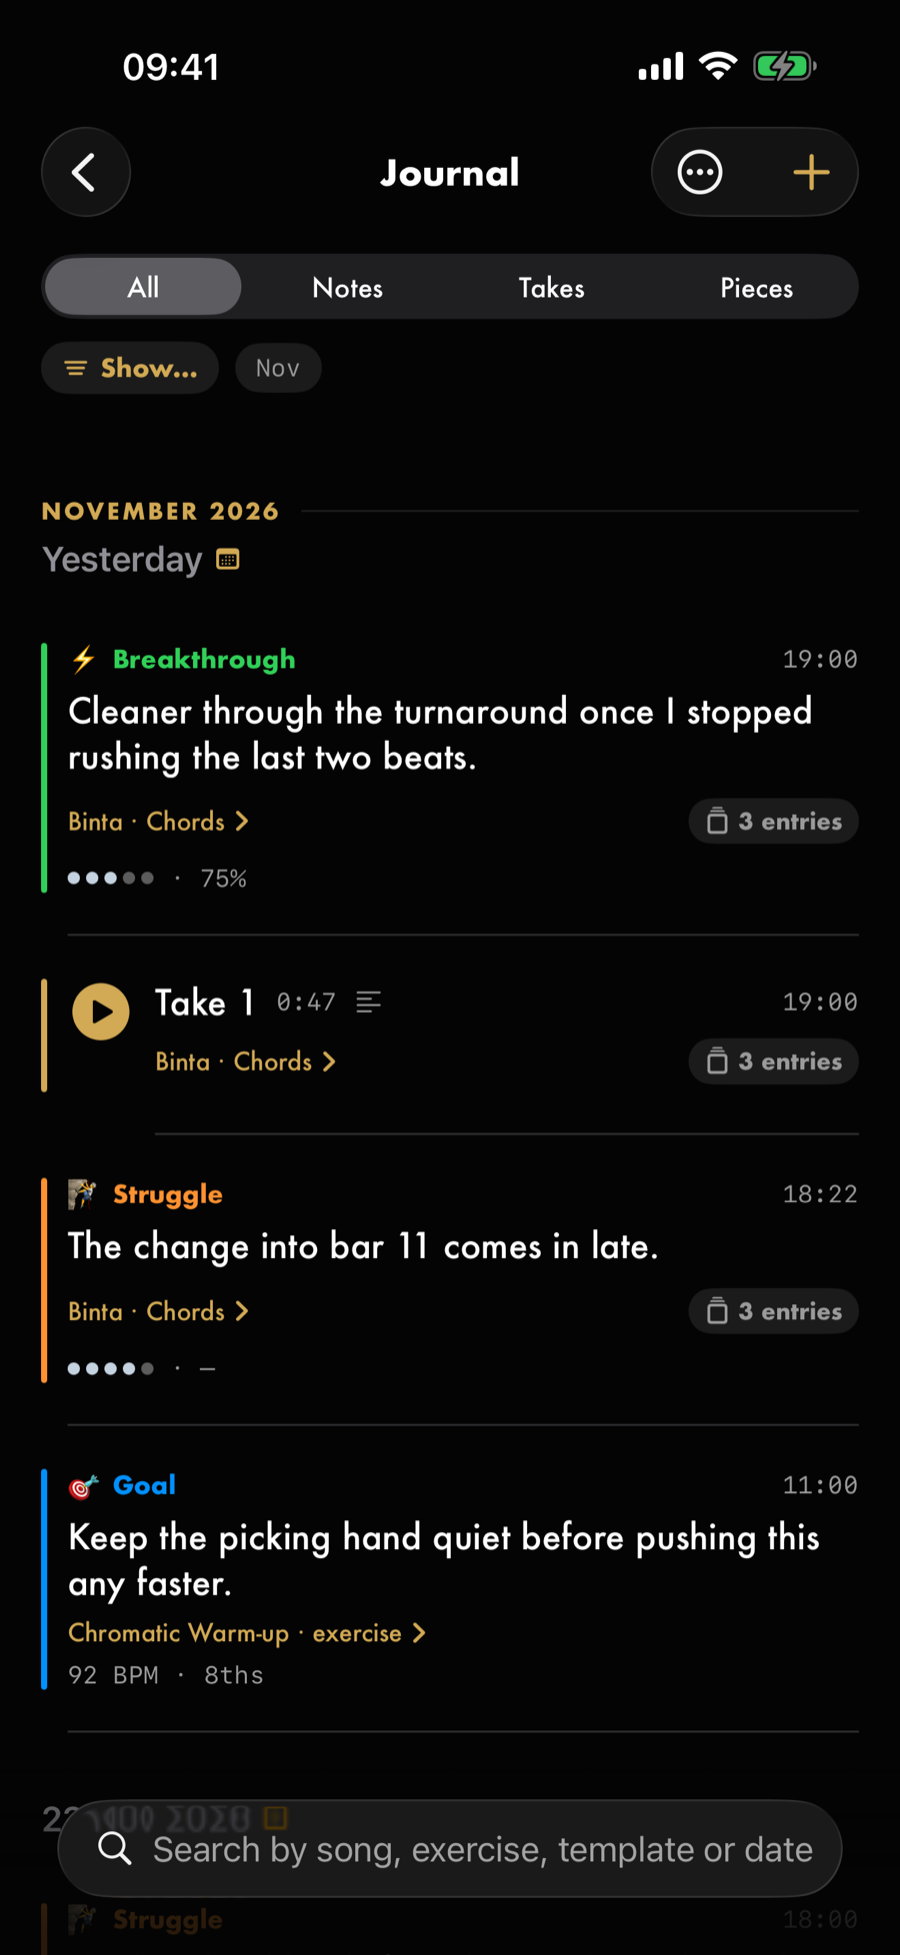 09:41
Journal
All
Notes
Takes
Pieces
Show...
Nov
NOVEMBER 2026
Yesterday
Breakthrough
19:00
Cleaner through the turnaround once I stopped
rushing the last two beats.
Binta · Chords
3 entries
· 75%
Take 1
0:47
19:00
Binta · Chords
3 entries
Struggle
18:22
The change into bar 11 comes in late.
Binta · Chords
3 entries
· —
Goal
11:00
Keep the picking hand quiet before pushing this
any faster.
Chromatic Warm-up · exercise
92 BPM · 8ths
Search by song, exercise, template or date
Struggle
18:00